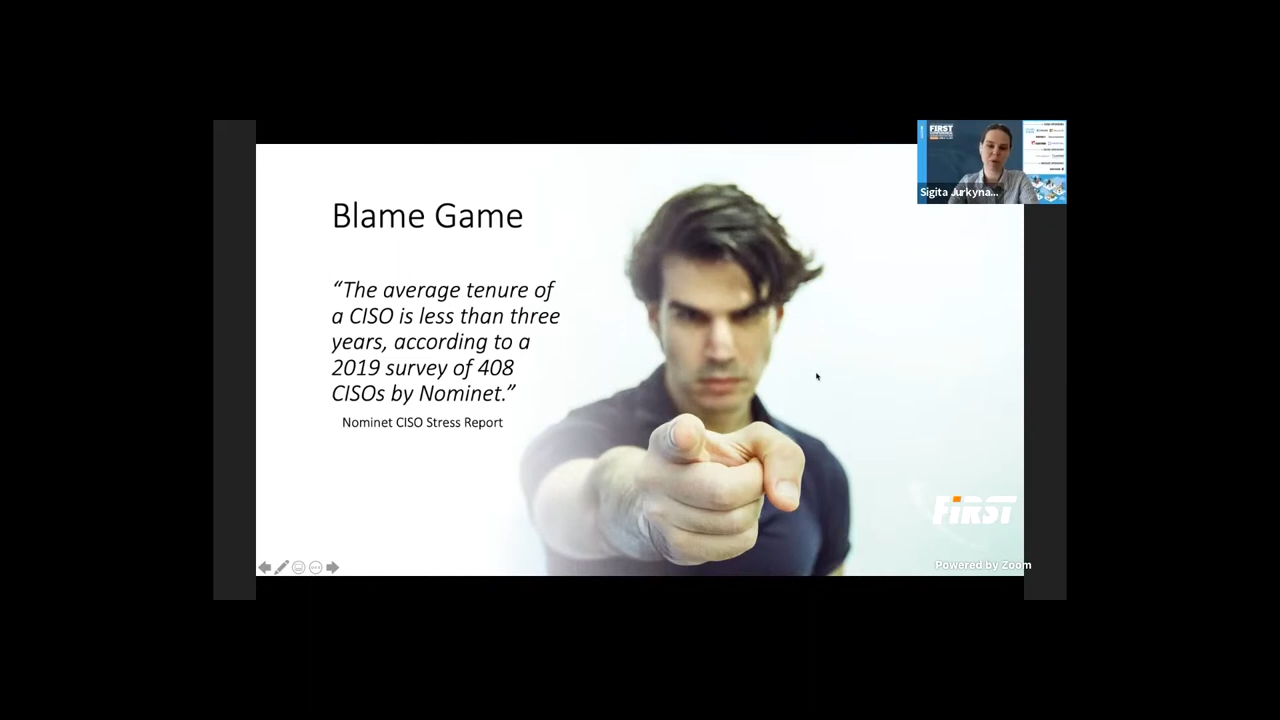 Blame Game
“The average tenure of
a CISO is less than three
years, according to a
2019 survey of 408
CISOs by Nominet.”
Nominet CISO Stress Report
FIRST
Sigita Jurkyna...
FiRST
Powered by Zoom